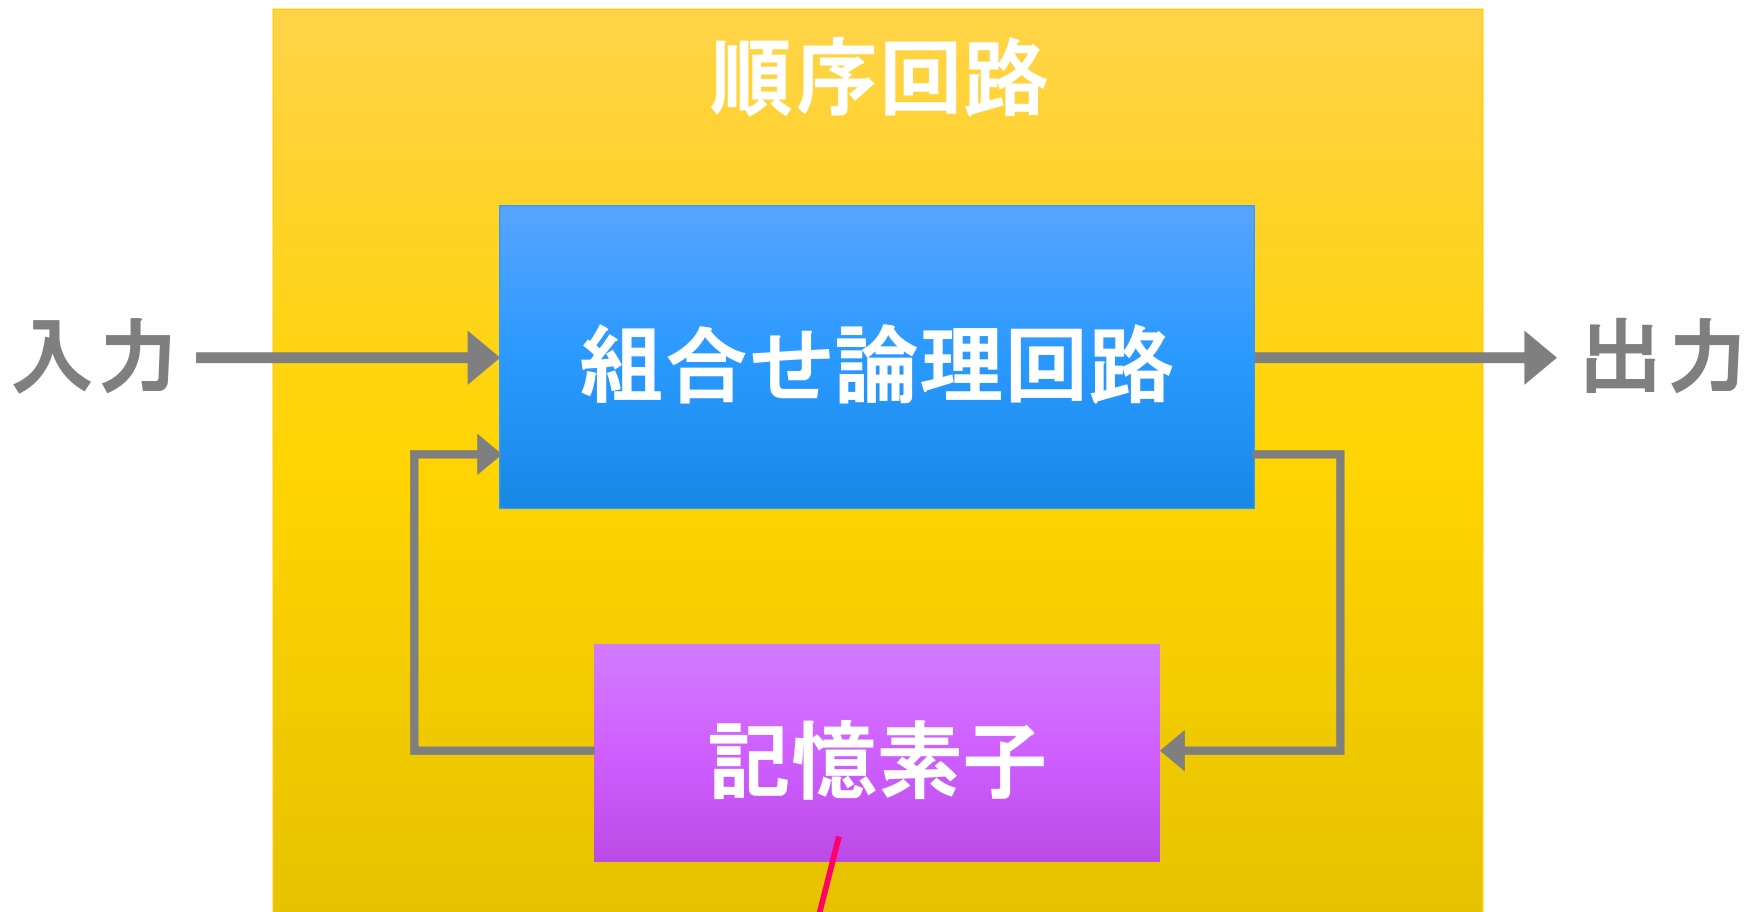 順序回路
組合せ論理回路
入力
出力
記憶素子